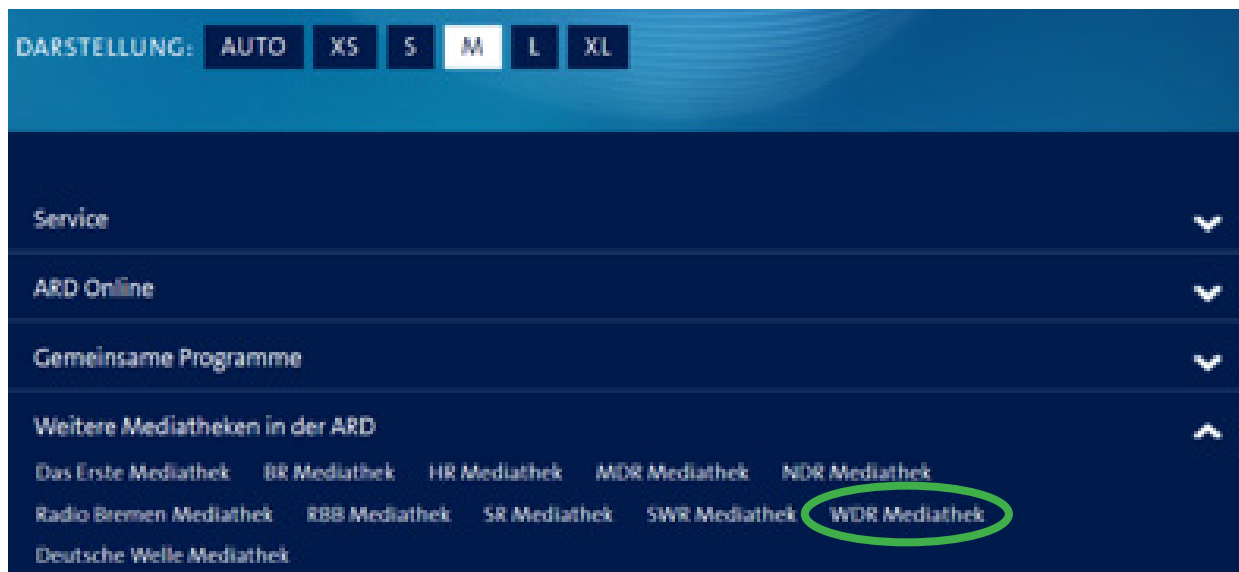 DARSTELLUNG: AUTO XS S M L XL
Service
ARD Online
Gemeinsame Programme
Weitere Mediatheken in der ARD
Das Erste Mediathek BR Mediathek HR Mediathek MDR Mediathek NDR Mediathek
Radio Bremen Mediathek RBB Mediathek SR Mediathek SWR Mediathek WDR Mediathek
Deutsche Welle Mediathek